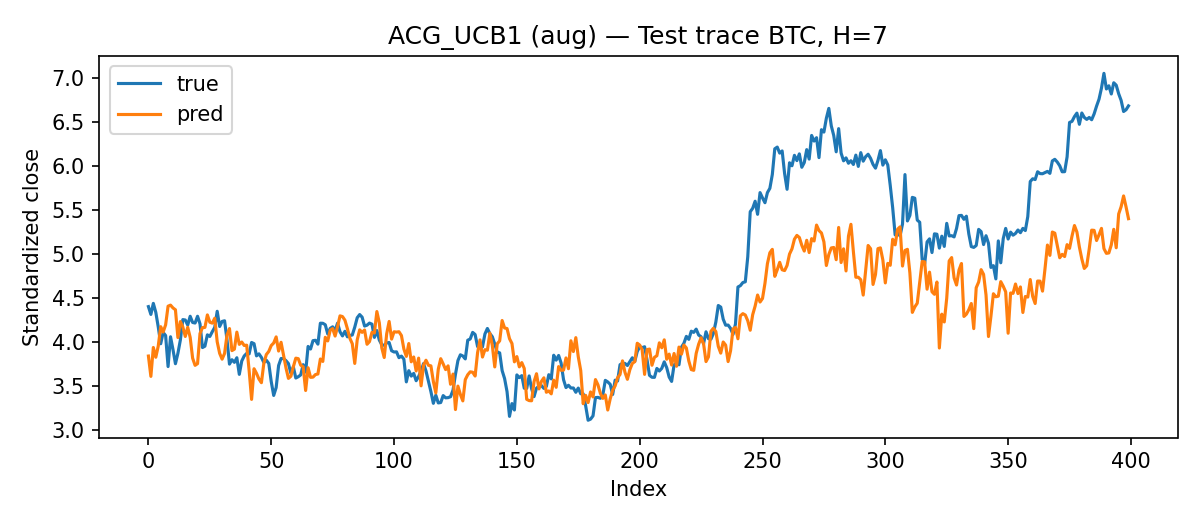 ACG_UCB1 (aug) — Test trace BTC, H=7
true
pred
Standardized close
7.0
6.5
6.0
5.5
5.0
4.5
4.0
3.5
3.0
0 50 100 150 200 250 300 350 400
Index